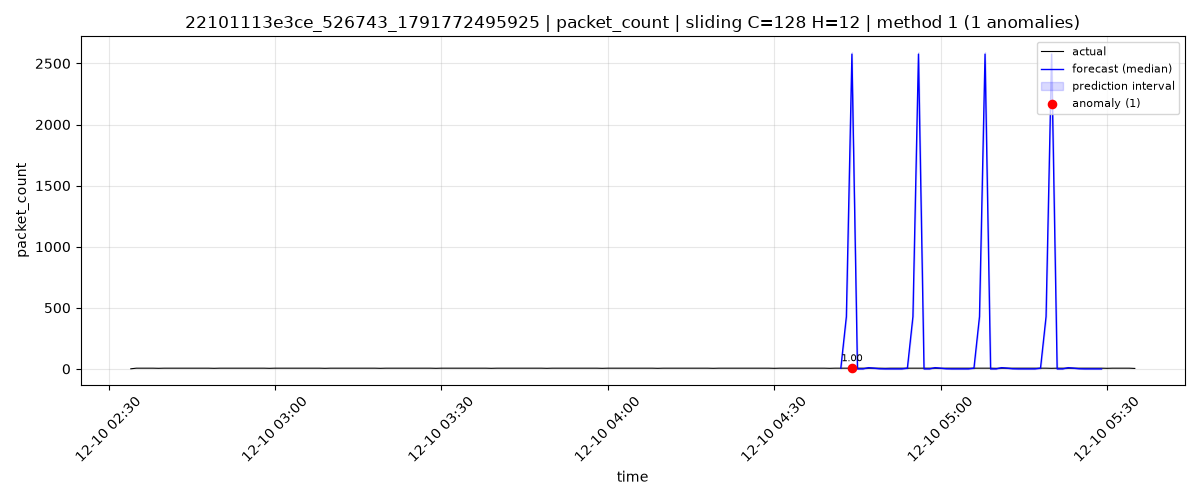 22101113e3ce_526743_1791772495925 | packet_count | sliding C=128 H=12 | method 1 (1 anomalies)
actual
forecast (median)
prediction interval
anomaly (1)
packet_count
2500
2000
1500
1000
500
0
1.00
12-10 02:30
12-10 03:00
12-10 03:30
12-10 04:00
12-10 04:30
12-10 05:00
12-10 05:30
time